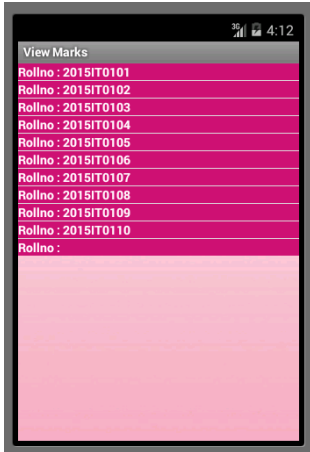 3G 4:12
View Marks
Rollno : 2015IT0101
Rollno : 2015IT0102
Rollno : 2015IT0103
Rollno : 2015IT0104
Rollno : 2015IT0105
Rollno : 2015IT0106
Rollno : 2015IT0107
Rollno : 2015IT0108
Rollno : 2015IT0109
Rollno : 2015IT0110
Rollno :